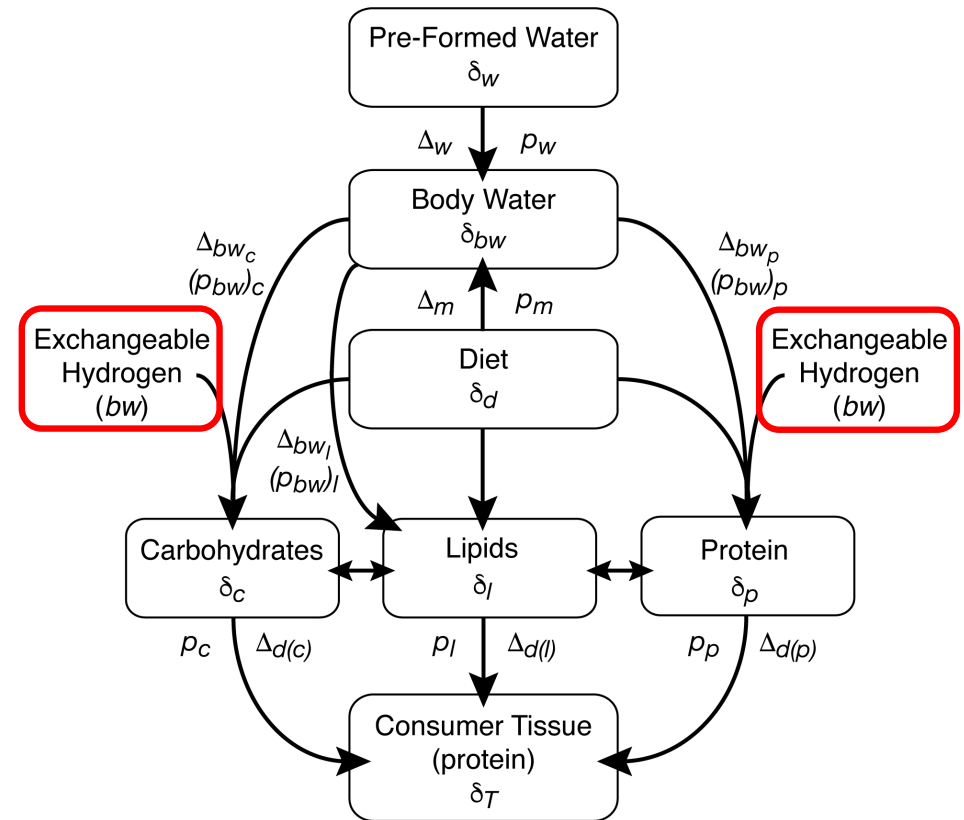 Pre-Formed Water
δw
Δw pw
Body Water
δbw
Δbwc
(pbw)c
Δbwp
(pbw)p
Δm pm
Exchangeable
Hydrogen
(bw)
Diet
δd
Exchangeable
Hydrogen
(bw)
Δbwl
(pbw)l
Carbohydrates
δc
Lipids
δl
Protein
δp
pc Δd(c)
pl Δd(l)
pp Δd(p)
Consumer Tissue
(protein)
δT